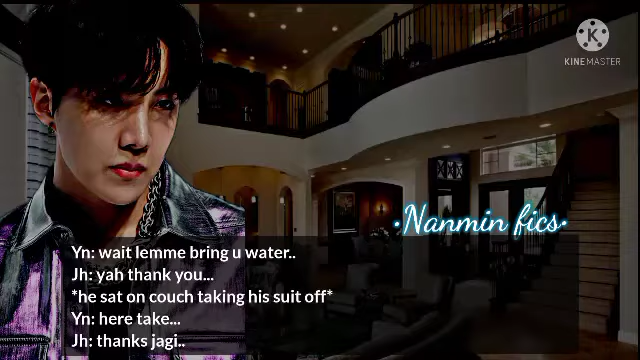 KINEMASTER
•Nanmin fics•
Yn: wait lemme bring u water..
Jh: yah thank you...
*he sat on couch taking his suit off*
Yn: here take...
Jh: thanks jagi..